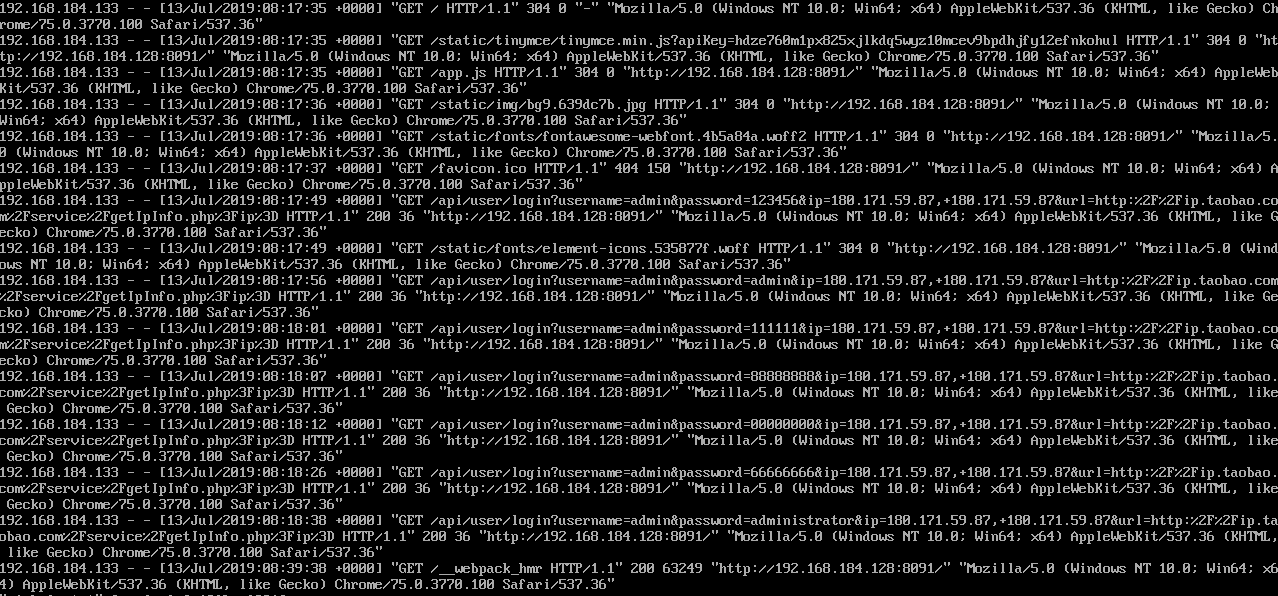 192.168.184.133 - - [13/Jul/2019:08:17:35 +0000] "GET / HTTP/1.1" 304 0 "-" "Mozilla/5.0 (Windows NT 10.0; Win64; x64) AppleWebKit/537.36 (KHTML, like Gecko) Ch
rome/75.0.3770.100 Safari/537.36"
192.168.184.133 - - [13/Jul/2019:08:17:35 +0000] "GET /static/tinymce/tinymce.min.js?apiKey=hdze760m1px825xjlkdq5wyz10mcev9bpdhjfy12efnkohul HTTP/1.1" 304 0 "ht
tp://192.168.184.128:8091/" "Mozilla/5.0 (Windows NT 10.0; Win64; x64) AppleWebKit/537.36 (KHTML, like Gecko) Chrome/75.0.3770.100 Safari/537.36"
192.168.184.133 - - [13/Jul/2019:08:17:35 +0000] "GET /app.js HTTP/1.1" 304 0 "http://192.168.184.128:8091/" "Mozilla/5.0 (Windows NT 10.0; Win64; x64) AppleWeb
Kit/537.36 (KHTML, like Gecko) Chrome/75.0.3770.100 Safari/537.36"
192.168.184.133 - - [13/Jul/2019:08:17:36 +0000] "GET /static/img/bg9.639dc7b.jpg HTTP/1.1" 304 0 "http://192.168.184.128:8091/" "Mozilla/5.0 (Windows NT 10.0;
Win64; x64) AppleWebKit/537.36 (KHTML, like Gecko) Chrome/75.0.3770.100 Safari/537.36"
192.168.184.133 - - [13/Jul/2019:08:17:36 +0000] "GET /static/fonts/fontawesome-webfont.4b5a84a.woff2 HTTP/1.1" 304 0 "http://192.168.184.128:8091/" "Mozilla/5.
0 (Windows NT 10.0; Win64; x64) AppleWebKit/537.36 (KHTML, like Gecko) Chrome/75.0.3770.100 Safari/537.36"
192.168.184.133 - - [13/Jul/2019:08:17:37 +0000] "GET /favicon.ico HTTP/1.1" 404 150 "http://192.168.184.128:8091/" "Mozilla/5.0 (Windows NT 10.0; Win64; x64) A
ppleWebKit/537.36 (KHTML, like Gecko) Chrome/75.0.3770.100 Safari/537.36"
192.168.184.133 - - [13/Jul/2019:08:17:49 +0000] "GET /api/user/login?username=admin&password=123456&ip=180.171.59.87,+180.171.59.87&url=http:%2F%2Fip.taobao.co
m%2Fservice%2FgetIpInfo.php%3Fip%3D HTTP/1.1" 200 36 "http://192.168.184.128:8091/" "Mozilla/5.0 (Windows NT 10.0; Win64; x64) AppleWebKit/537.36 (KHTML, like G
ecko) Chrome/75.0.3770.100 Safari/537.36"
192.168.184.133 - - [13/Jul/2019:08:17:49 +0000] "GET /static/fonts/element-icons.535877f.woff HTTP/1.1" 304 0 "http://192.168.184.128:8091/" "Mozilla/5.0 (Wind
ows NT 10.0; Win64; x64) AppleWebKit/537.36 (KHTML, like Gecko) Chrome/75.0.3770.100 Safari/537.36"
192.168.184.133 - - [13/Jul/2019:08:17:56 +0000] "GET /api/user/login?username=admin&password=admin&ip=180.171.59.87,+180.171.59.87&url=http:%2F%2Fip.taobao.com
%2Fservice%2FgetIpInfo.php%3Fip%3D HTTP/1.1" 200 36 "http://192.168.184.128:8091/" "Mozilla/5.0 (Windows NT 10.0; Win64; x64) AppleWebKit/537.36 (KHTML, like Ge
cko) Chrome/75.0.3770.100 Safari/537.36"
192.168.184.133 - - [13/Jul/2019:08:18:01 +0000] "GET /api/user/login?username=admin&password=111111&ip=180.171.59.87,+180.171.59.87&url=http:%2F%2Fip.taobao.co
m%2Fservice%2FgetIpInfo.php%3Fip%3D HTTP/1.1" 200 36 "http://192.168.184.128:8091/" "Mozilla/5.0 (Windows NT 10.0; Win64; x64) AppleWebKit/537.36 (KHTML, like G
ecko) Chrome/75.0.3770.100 Safari/537.36"
192.168.184.133 - - [13/Jul/2019:08:18:07 +0000] "GET /api/user/login?username=admin&password=88888888&ip=180.171.59.87,+180.171.59.87&url=http:%2F%2Fip.taobao.
com%2Fservice%2FgetIpInfo.php%3Fip%3D HTTP/1.1" 200 36 "http://192.168.184.128:8091/" "Mozilla/5.0 (Windows NT 10.0; Win64; x64) AppleWebKit/537.36 (KHTML, like
 Gecko) Chrome/75.0.3770.100 Safari/537.36"
192.168.184.133 - - [13/Jul/2019:08:18:12 +0000] "GET /api/user/login?username=admin&password=00000000&ip=180.171.59.87,+180.171.59.87&url=http:%2F%2Fip.taobao.
com%2Fservice%2FgetIpInfo.php%3Fip%3D HTTP/1.1" 200 36 "http://192.168.184.128:8091/" "Mozilla/5.0 (Windows NT 10.0; Win64; x64) AppleWebKit/537.36 (KHTML, like
 Gecko) Chrome/75.0.3770.100 Safari/537.36"
192.168.184.133 - - [13/Jul/2019:08:18:26 +0000] "GET /api/user/login?username=admin&password=66666666&ip=180.171.59.87,+180.171.59.87&url=http:%2F%2Fip.taobao.
com%2Fservice%2FgetIpInfo.php%3Fip%3D HTTP/1.1" 200 36 "http://192.168.184.128:8091/" "Mozilla/5.0 (Windows NT 10.0; Win64; x64) AppleWebKit/537.36 (KHTML, like
 Gecko) Chrome/75.0.3770.100 Safari/537.36"
192.168.184.133 - - [13/Jul/2019:08:18:38 +0000] "GET /api/user/login?username=admin&password=administrator&ip=180.171.59.87,+180.171.59.87&url=http:%2F%2Fip.ta
obao.com%2Fservice%2FgetIpInfo.php%3Fip%3D HTTP/1.1" 200 36 "http://192.168.184.128:8091/" "Mozilla/5.0 (Windows NT 10.0; Win64; x64) AppleWebKit/537.36 (KHTML,
 like Gecko) Chrome/75.0.3770.100 Safari/537.36"
192.168.184.133 - - [13/Jul/2019:08:39:38 +0000] "GET /__webpack_hmr HTTP/1.1" 200 63249 "http://192.168.184.128:8091/" "Mozilla/5.0 (Windows NT 10.0; Win64; x6
4) AppleWebKit/537.36 (KHTML, like Gecko) Chrome/75.0.3770.100 Safari/537.36"